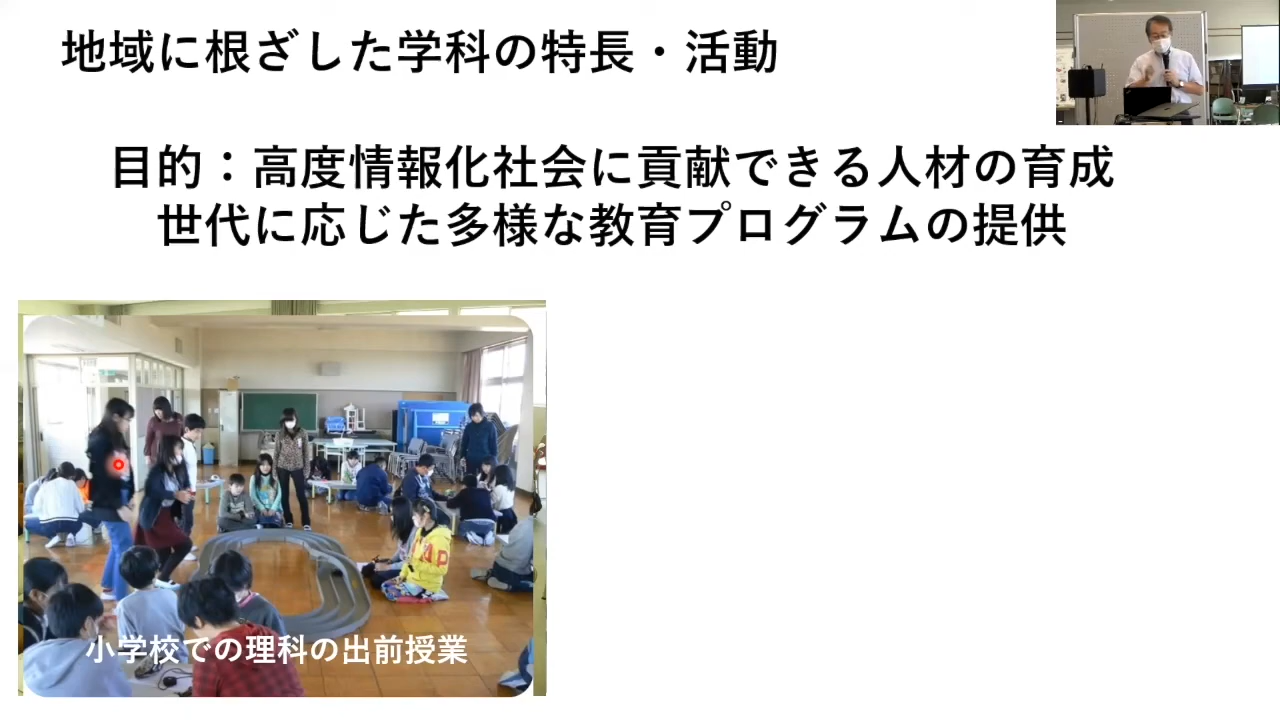 地域に根ざした学科の特長・活動
目的：高度情報化社会に貢献できる人材の育成
世代に応じた多様な教育プログラムの提供
小学校での理科の出前授業